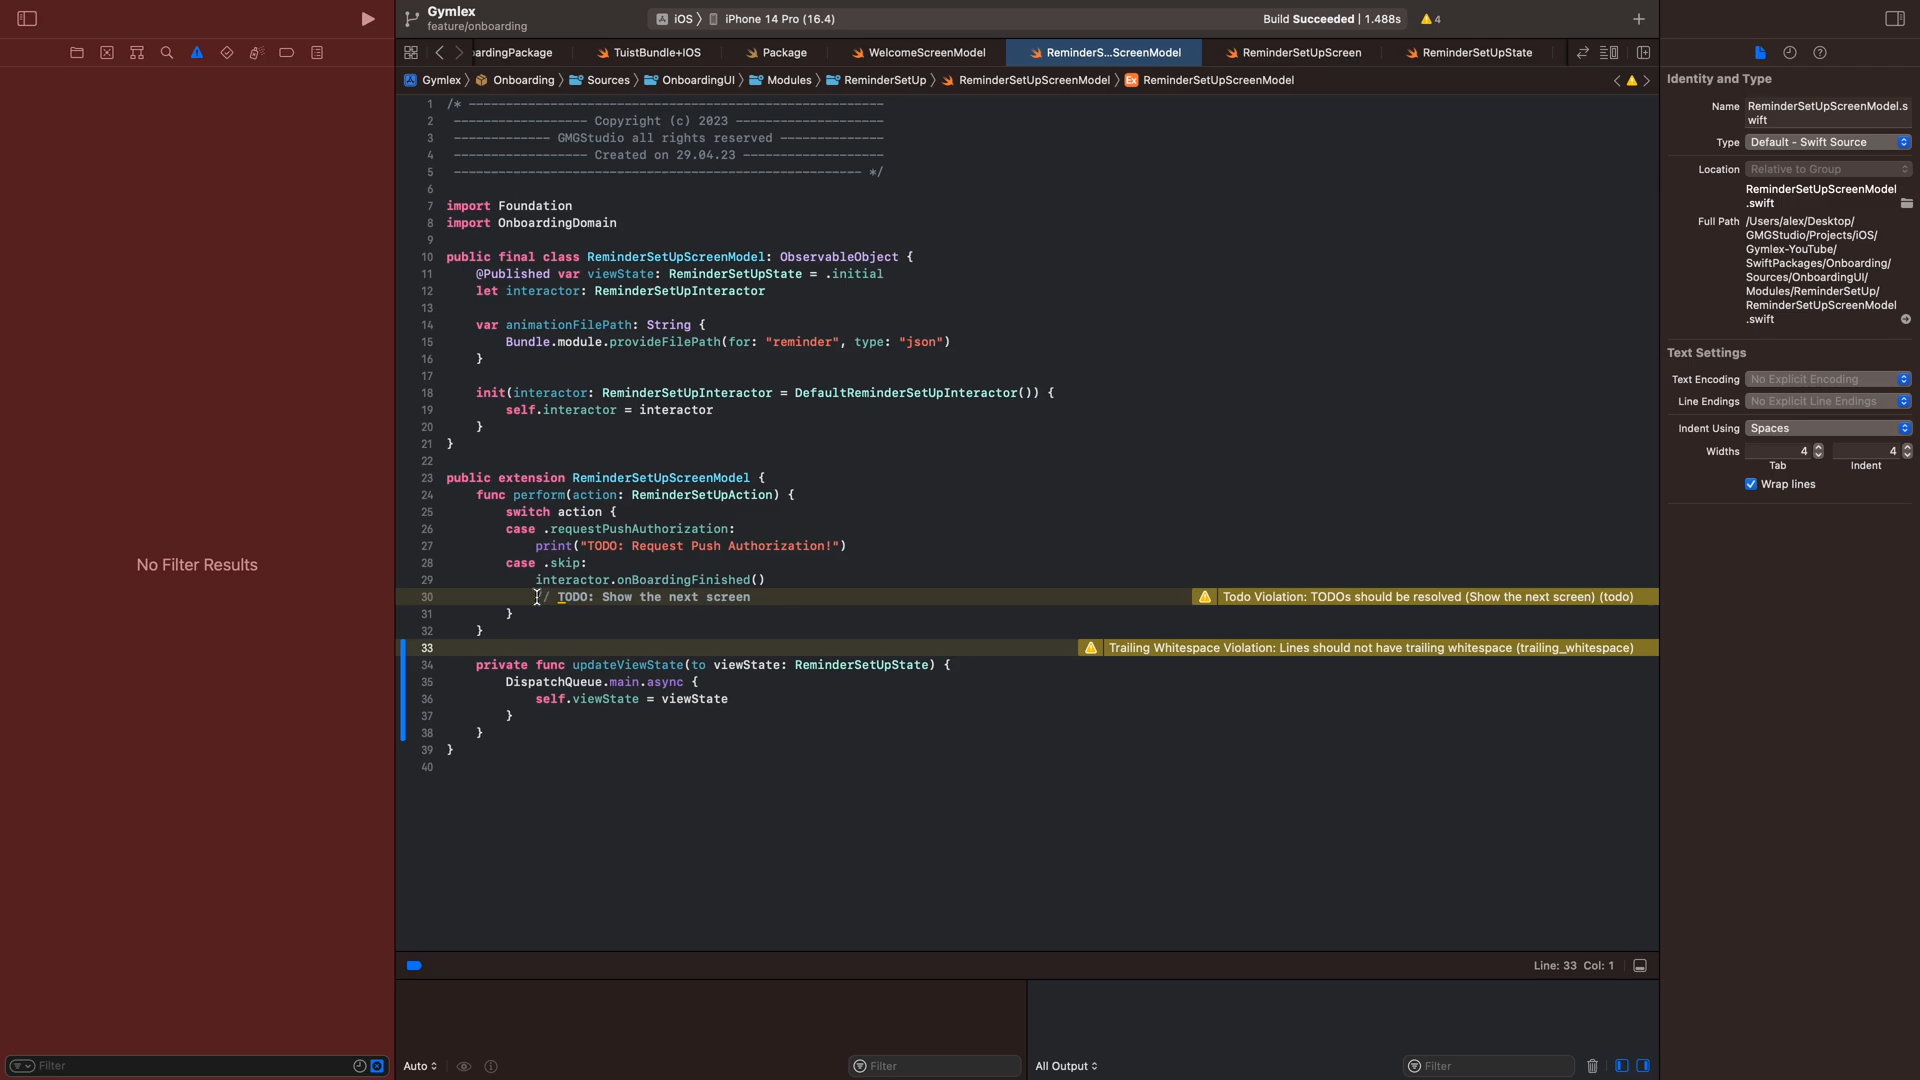 Gymlex
feature/onboarding
iOS 〉 iPhone 14 Pro (16.4)
Build Succeeded | 1.488s
4
ardingPackage
TuistBundle+IOS
Package
WelcomeScreenModel
ReminderS...ScreenModel
ReminderSetUpScreen
ReminderSetUpState
Gymlex 〉 Onboarding 〉 Sources 〉 OnboardingUI 〉 Modules 〉 ReminderSetUp 〉 ReminderSetUpScreenModel 〉 Ex ReminderSetUpScreenModel
1 /* --------------------------------------------------------
2 ------------------ Copyright (c) 2023 --------------------
3 ------------- GMGStudio all rights reserved --------------
4 ------------------ Created on 29.04.23 -------------------
5 ------------------------------------------------------- */
6
7 import Foundation
8 import OnboardingDomain
9
10 public final class ReminderSetUpScreenModel: ObservableObject {
11 @Published var viewState: ReminderSetUpState = .initial
12 let interactor: ReminderSetUpInteractor
13
14 var animationFilePath: String {
15 Bundle.module.provideFilePath(for: "reminder", type: "json")
16 }
17
18 init(interactor: ReminderSetUpInteractor = DefaultReminderSetUpInteractor()) {
19 self.interactor = interactor
20 }
21 }
22
23 public extension ReminderSetUpScreenModel {
24 func perform(action: ReminderSetUpAction) {
25 switch action {
26 case .requestPushAuthorization:
27 print("TODO: Request Push Authorization!")
28 case .skip:
29 interactor.onBoardingFinished()
30 // TODO: Show the next screen
Todo Violation: TODOs should be resolved (Show the next screen) (todo)
31 }
32 }
33
Trailing Whitespace Violation: Lines should not have trailing whitespace (trailing_whitespace)
34 private func updateViewState(to viewState: ReminderSetUpState) {
35 DispatchQueue.main.async {
36 self.viewState = viewState
37 }
38 }
39 }
40
No Filter Results
Filter
Line: 33 Col: 1
Auto
Filter
All Output
Filter
Identity and Type
Name ReminderSetUpScreenModel.s
wift
Type Default - Swift Source
Location Relative to Group
ReminderSetUpScreenModel
.swift
Full Path /Users/alex/Desktop/
GMGStudio/Projects/iOS/
Gymlex-YouTube/
SwiftPackages/Onboarding/
Sources/OnboardingUI/
Modules/ReminderSetUp/
ReminderSetUpScreenModel
.swift
Text Settings
Text Encoding No Explicit Encoding
Line Endings No Explicit Line Endings
Indent Using Spaces
Widths 4 4
Tab Indent
Wrap lines